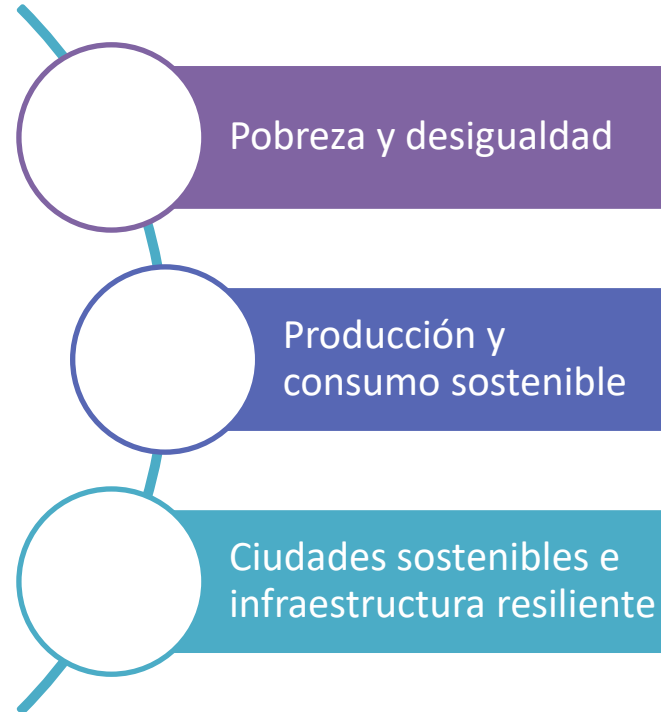 Pobreza y desigualdad
Producción y
consumo sostenible
Ciudades sostenibles e
infraestructura resiliente